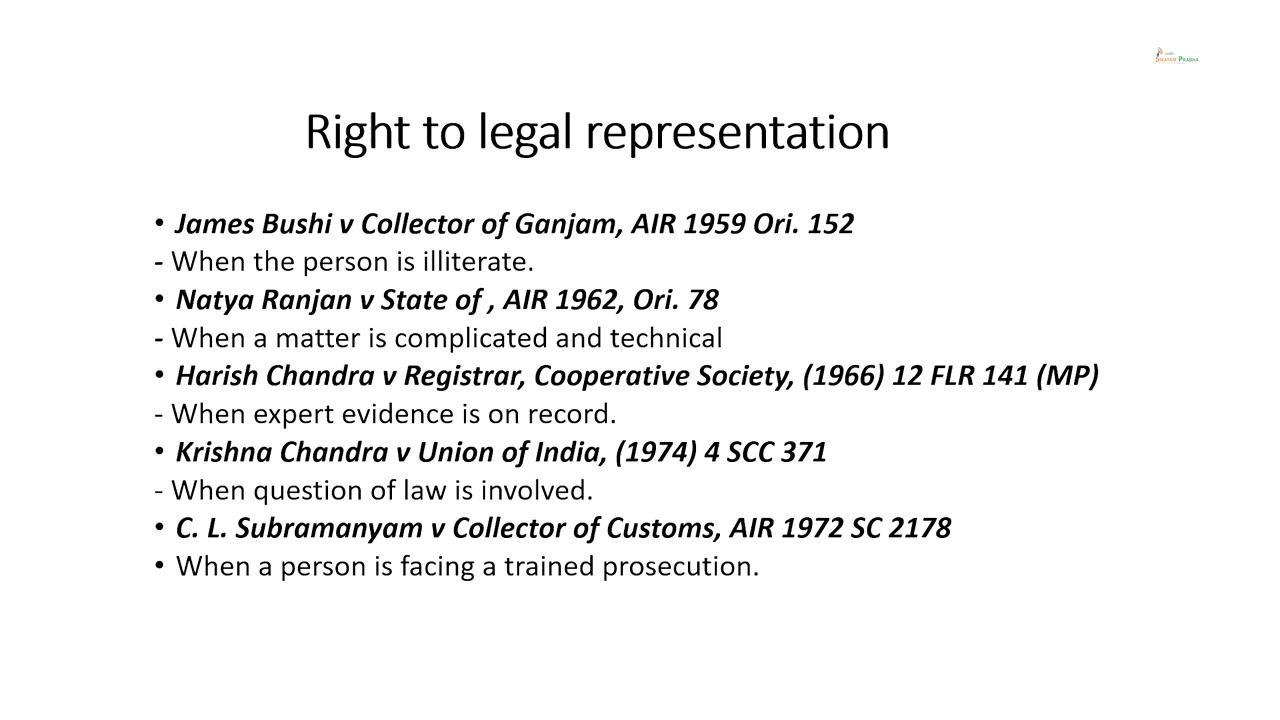 SWAYAM PRABHA
Right to legal representation
• James Bushi v Collector of Ganjam, AIR 1959 Ori. 152
- When the person is illiterate.
• Natya Ranjan v State of , AIR 1962, Ori. 78
- When a matter is complicated and technical
• Harish Chandra v Registrar, Cooperative Society, (1966) 12 FLR 141 (MP)
- When expert evidence is on record.
• Krishna Chandra v Union of India, (1974) 4 SCC 371
- When question of law is involved.
• C. L. Subramanyam v Collector of Customs, AIR 1972 SC 2178
• When a person is facing a trained prosecution.